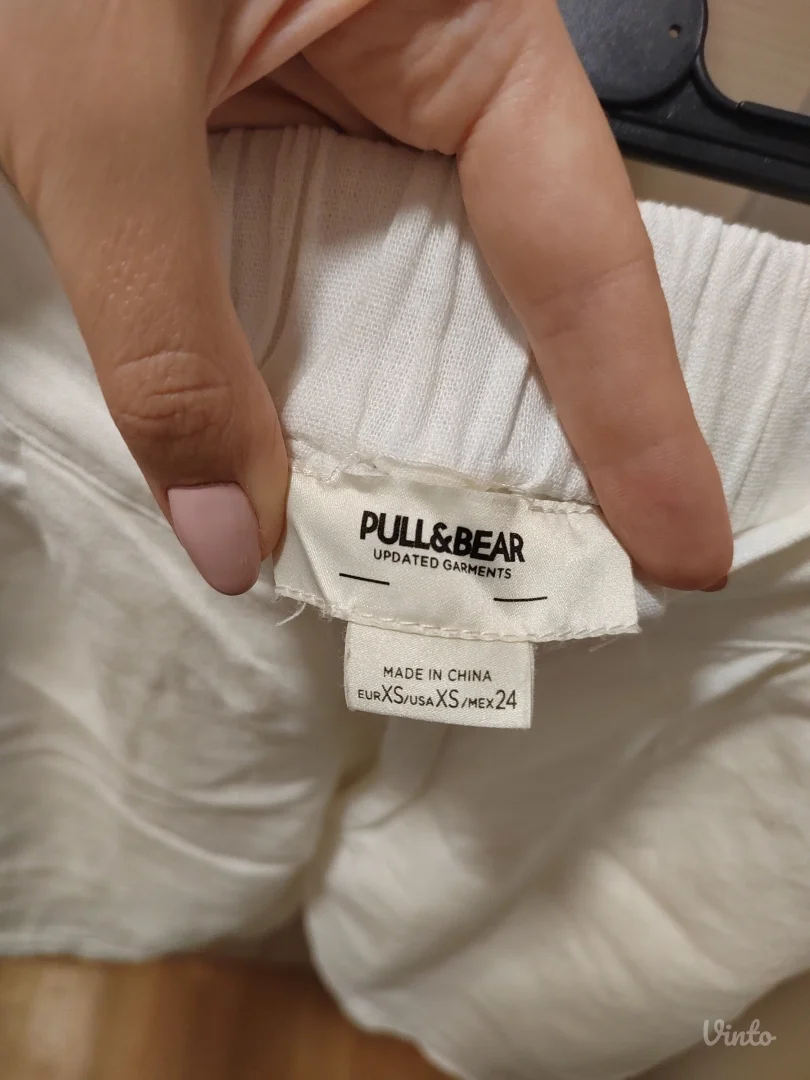 PULL&BEAR
UPDATED GARMENTS
MADE IN CHINA
EUR XS/USA XS/MEX 24
Vinto